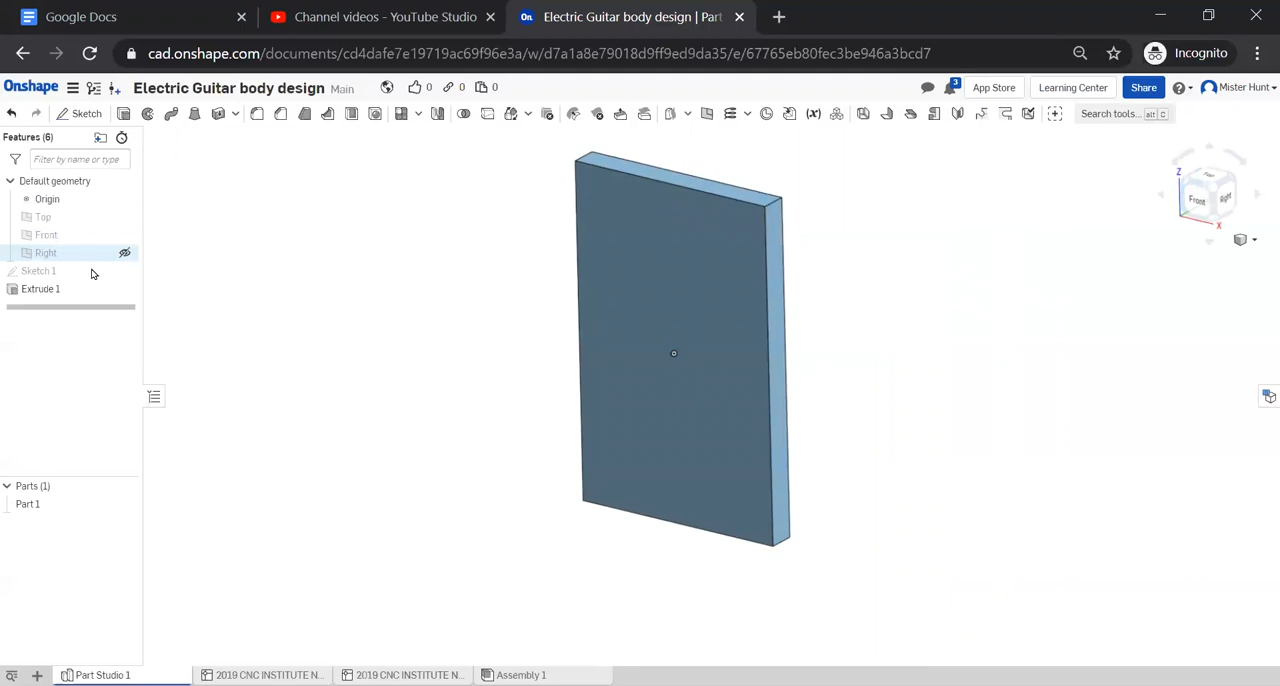 Google Docs
Channel videos - YouTube Studio
Electric Guitar body design | Part
cad.onshape.com/documents/cd4dafe7e19719ac69f96e3a/w/d7a1a8e79018d9ff9ed9da35/e/67765eb80fec3be946a3bcd7
Incognito
Onshape
Electric Guitar body design Main
0 0 0
3
App Store
Learning Center
Share
Mister Hunt
Sketch
Search tools... alt C
Features (6)
Filter by name or type
Default geometry
Origin
Top
Front
Right
Sketch 1
Extrude 1
Z
Front
Right
X
Parts (1)
Part 1
Part Studio 1
2019 CNC INSTITUTE N...
2019 CNC INSTITUTE N...
Assembly 1